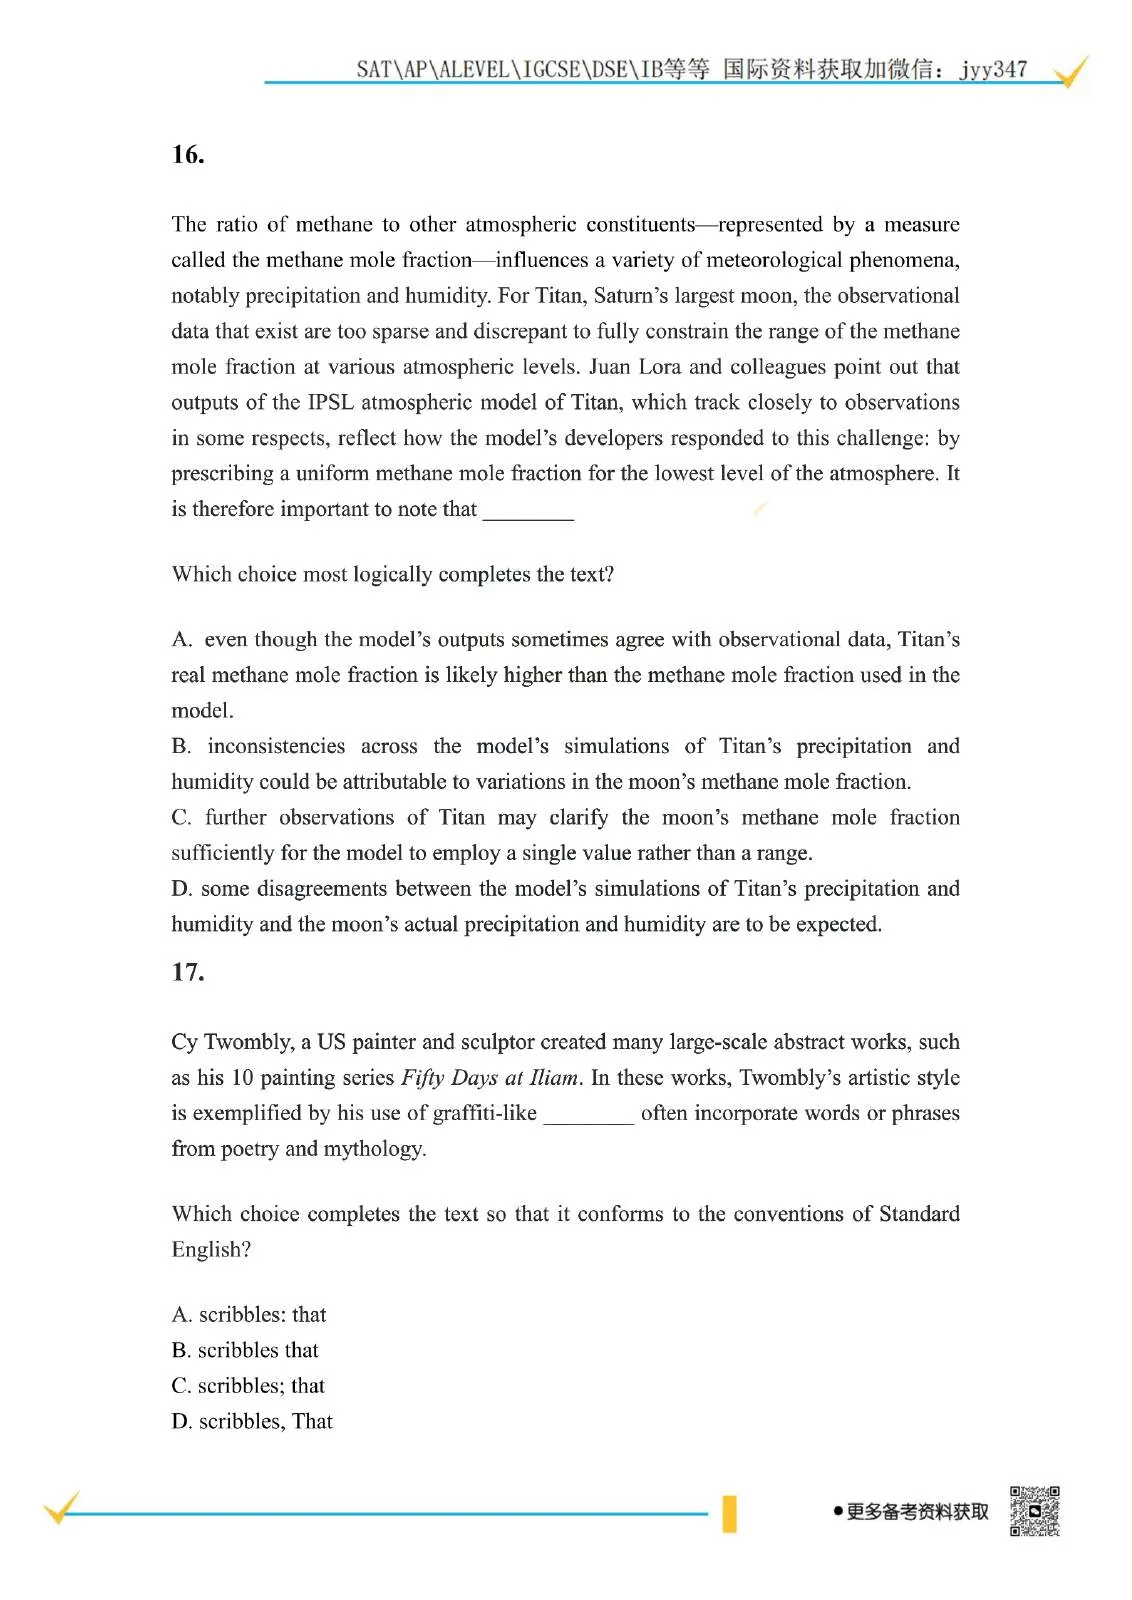 SAT\AP\ALEVEL\IGCSE\DSE\IB等等 国际资料获取加微信：jyy347
16.
The ratio of methane to other atmospheric constituents—represented by a measure
called the methane mole fraction—influences a variety of meteorological phenomena,
notably precipitation and humidity. For Titan, Saturn’s largest moon, the observational
data that exist are too sparse and discrepant to fully constrain the range of the methane
mole fraction at various atmospheric levels. Juan Lora and colleagues point out that
outputs of the IPSL atmospheric model of Titan, which track closely to observations
in some respects, reflect how the model’s developers responded to this challenge: by
prescribing a uniform methane mole fraction for the lowest level of the atmosphere. It
is therefore important to note that ________
Which choice most logically completes the text?
A. even though the model’s outputs sometimes agree with observational data, Titan’s
real methane mole fraction is likely higher than the methane mole fraction used in the
model.
B. inconsistencies across the model’s simulations of Titan’s precipitation and
humidity could be attributable to variations in the moon’s methane mole fraction.
C. further observations of Titan may clarify the moon’s methane mole fraction
sufficiently for the model to employ a single value rather than a range.
D. some disagreements between the model’s simulations of Titan’s precipitation and
humidity and the moon’s actual precipitation and humidity are to be expected.
17.
Cy Twombly, a US painter and sculptor created many large-scale abstract works, such
as his 10 painting series Fifty Days at Iliam. In these works, Twombly’s artistic style
is exemplified by his use of graffiti-like ________ often incorporate words or phrases
from poetry and mythology.
Which choice completes the text so that it conforms to the conventions of Standard
English?
A. scribbles: that
B. scribbles that
C. scribbles; that
D. scribbles, That
●更多备考资料获取